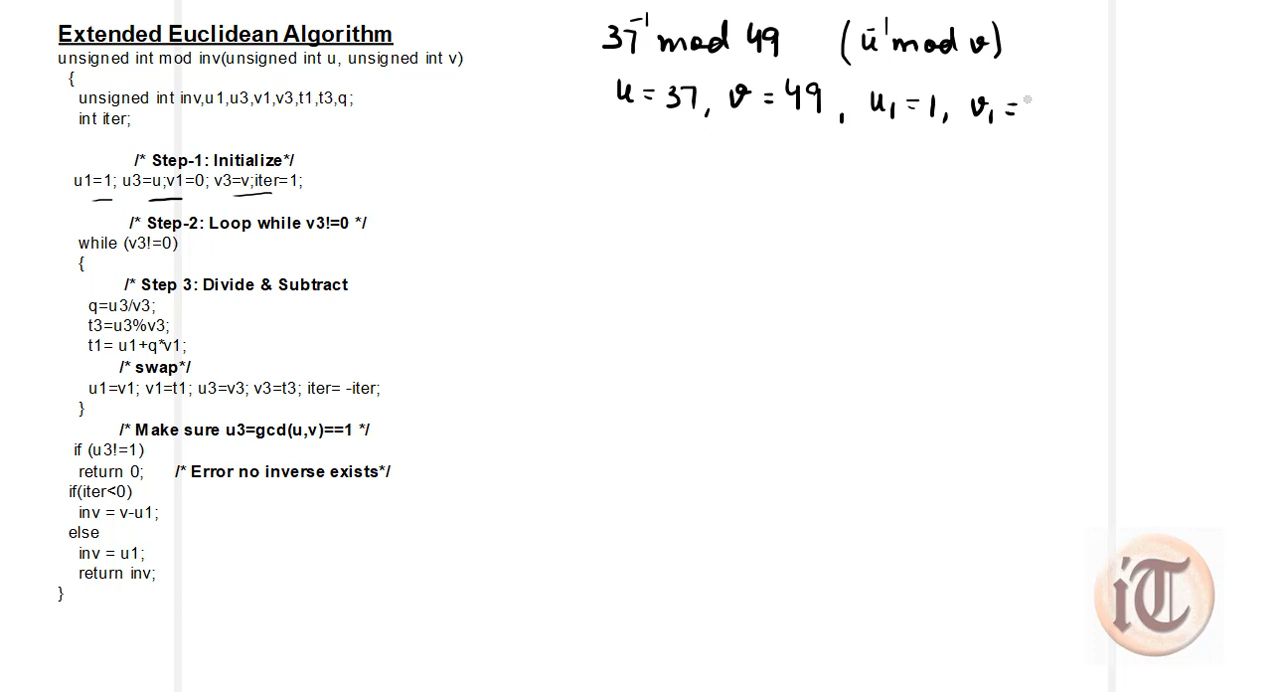 Extended Euclidean Algorithm
unsigned int mod inv(unsigned int u, unsigned int v)
{
unsigned int inv,u1,u3,v1,v3,t1,t3,q;
int iter;
/* Step-1: Initialize*/
u1=1; u3=u;v1=0; v3=v;iter=1;
/* Step-2: Loop while v3!=0 */
while (v3!=0)
{
/* Step 3: Divide & Subtract
q=u3/v3;
t3=u3%v3;
t1= u1+q*v1;
/* swap*/
u1=v1; v1=t1; u3=v3; v3=t3; iter= -iter;
}
/* Make sure u3=gcd(u,v)==1 */
if (u3!=1)
return 0; /* Error no inverse exists*/
if(iter<0)
inv = v-u1;
else
inv = u1;
return inv;
}
37⁻¹ mod 49 (u⁻¹ mod v)
u = 37, v = 49, u₁ = 1, v₁ =
iT